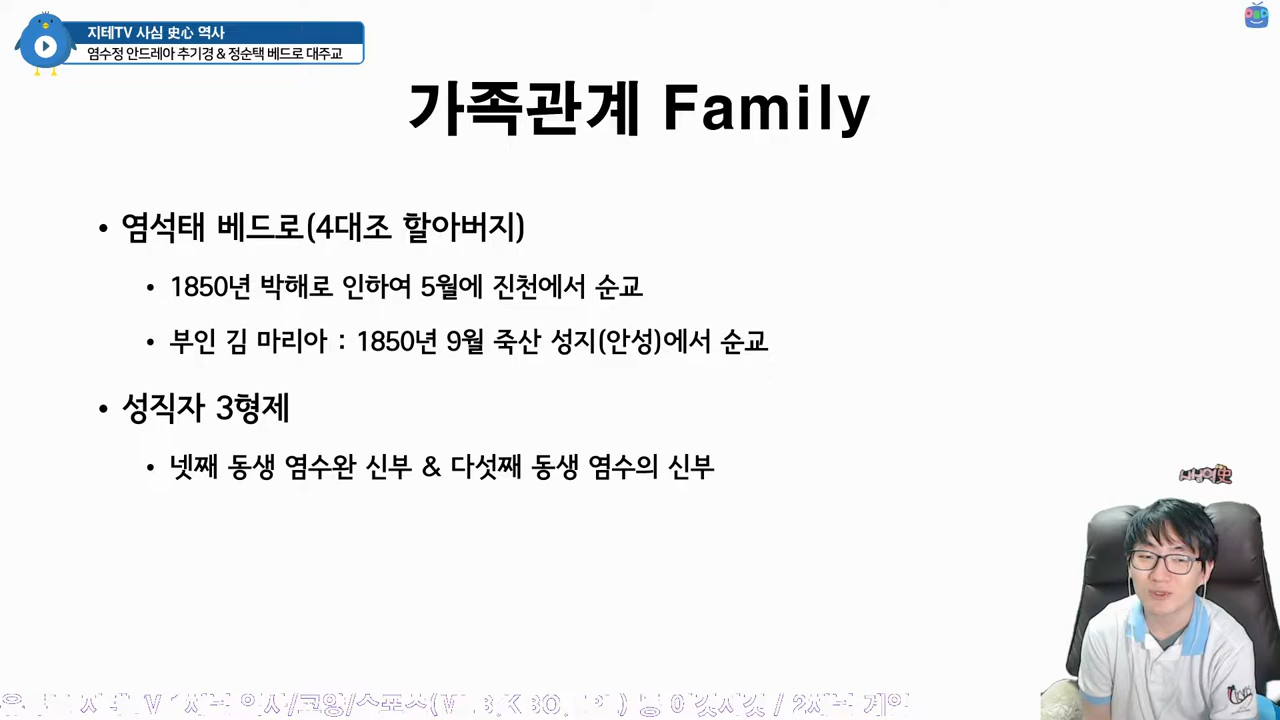 지테TV 사심 史心 역사
염수정 안드레아 추기경 & 정순택 베드로 대주교
가족관계 Family
• 염석태 베드로(4대조 할아버지)
• 1850년 박해로 인하여 5월에 진천에서 순교
• 부인 김 마리아 : 1850년 9월 죽산 성지(안성)에서 순교
• 성직자 3형제
• 넷째 동생 염수완 신부 & 다섯째 동생 염수의 신부